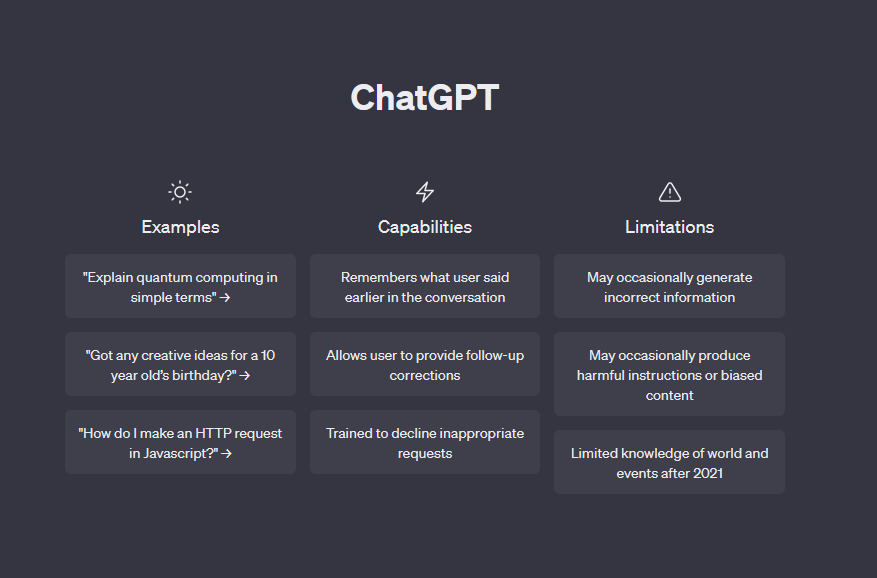 ChatGPT
Examples
"Explain quantum computing in
simple terms" →
"Got any creative ideas for a 10
year old’s birthday?" →
"How do I make an HTTP request
in Javascript?" →
Capabilities
Remembers what user said
earlier in the conversation
Allows user to provide follow-up
corrections
Trained to decline inappropriate
requests
Limitations
May occasionally generate
incorrect information
May occasionally produce
harmful instructions or biased
content
Limited knowledge of world and
events after 2021